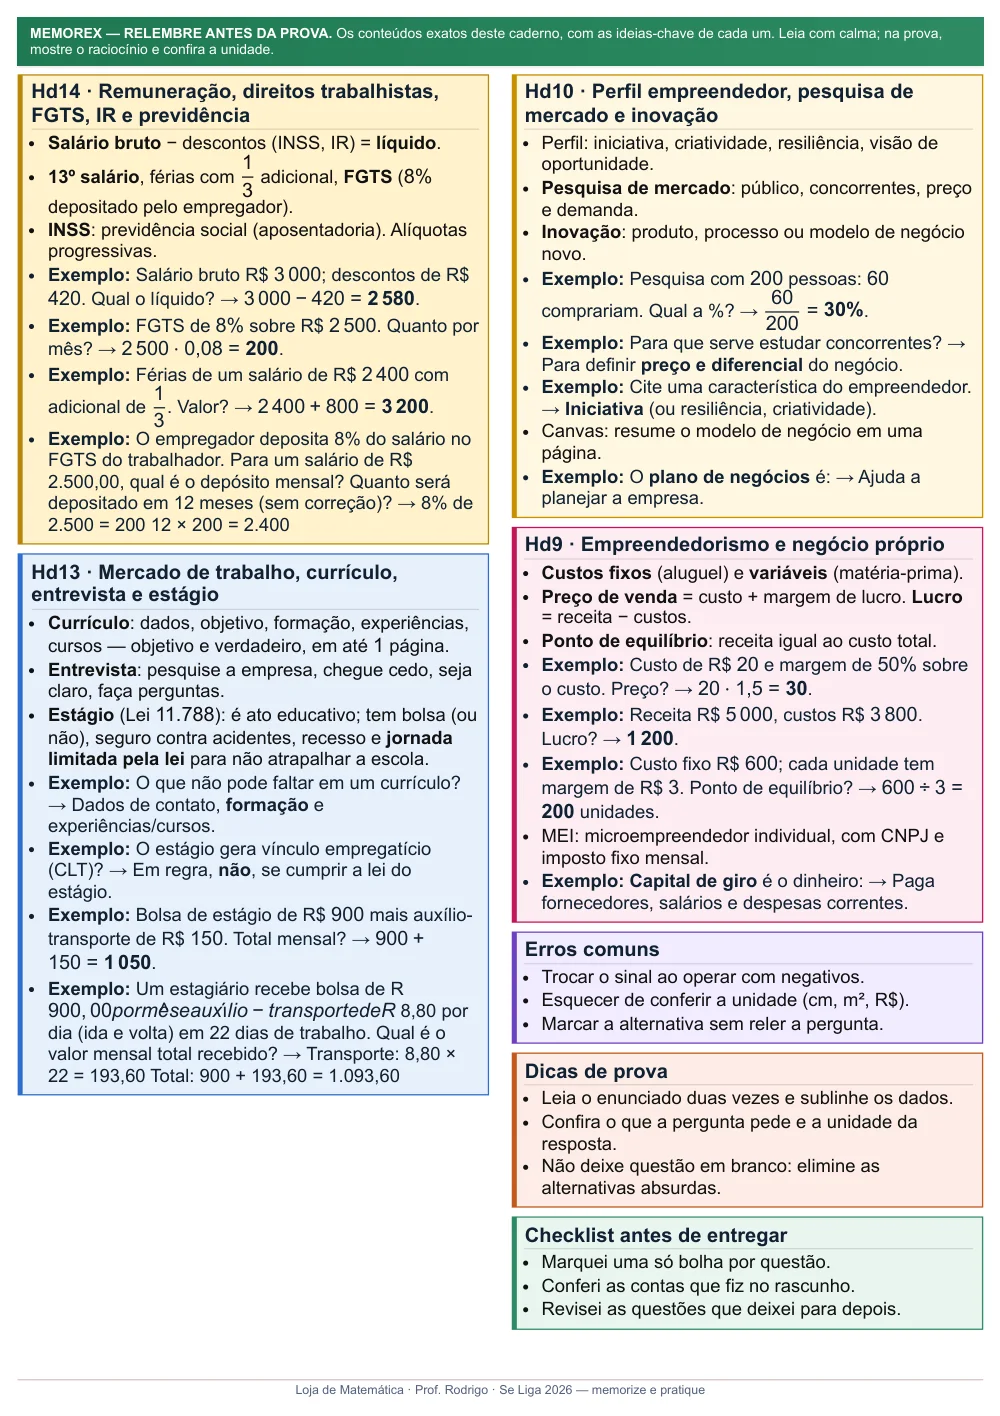 MEMOREX — RELEMBRE ANTES DA PROVA. Os conteúdos exatos deste caderno, com as ideias-chave de cada um. Leia com calma; na prova,
mostre o raciocínio e confira a unidade.
Hd14 · Remuneração, direitos trabalhistas,
FGTS, IR e previdência
• Salário bruto − descontos (INSS, IR) = líquido.
• 13º salário, férias com 1/3 adicional, FGTS (8%
depositado pelo empregador).
• INSS: previdência social (aposentadoria). Alíquotas
progressivas.
• Exemplo: Salário bruto R$ 3 000; descontos de R$
420. Qual o líquido? → 3 000 − 420 = 2 580.
• Exemplo: FGTS de 8% sobre R$ 2 500. Quanto por
mês? → 2 500 · 0,08 = 200.
• Exemplo: Férias de um salário de R$ 2 400 com
adicional de 1/3. Valor? → 2 400 + 800 = 3 200.
• Exemplo: O empregador deposita 8% do salário no
FGTS do trabalhador. Para um salário de R$
2.500,00, qual é o depósito mensal? Quanto será
depositado em 12 meses (sem correção)? → 8% de
2.500 = 200 12 × 200 = 2.400
Hd13 · Mercado de trabalho, currículo,
entrevista e estágio
• Currículo: dados, objetivo, formação, experiências,
cursos — objetivo e verdadeiro, em até 1 página.
• Entrevista: pesquise a empresa, chegue cedo, seja
claro, faça perguntas.
• Estágio (Lei 11.788): é ato educativo; tem bolsa (ou
não), seguro contra acidentes, recesso e jornada
limitada pela lei para não atrapalhar a escola.
• Exemplo: O que não pode faltar em um currículo?
→ Dados de contato, formação e
experiências/cursos.
• Exemplo: O estágio gera vínculo empregatício
(CLT)? → Em regra, não, se cumprir a lei do
estágio.
• Exemplo: Bolsa de estágio de R$ 900 mais auxílio-
transporte de R$ 150. Total mensal? → 900 +
150 = 1 050.
• Exemplo: Um estagiário recebe bolsa de R
900, 00pormêseauxílio − transportedeR 8,80 por
dia (ida e volta) em 22 dias de trabalho. Qual é o
valor mensal total recebido? → Transporte: 8,80 ×
22 = 193,60 Total: 900 + 193,60 = 1.093,60
Hd10 · Perfil empreendedor, pesquisa de
mercado e inovação
• Perfil: iniciativa, criatividade, resiliência, visão de
oportunidade.
• Pesquisa de mercado: público, concorrentes, preço
e demanda.
• Inovação: produto, processo ou modelo de negócio
novo.
• Exemplo: Pesquisa com 200 pessoas: 60
comprariam. Qual a %? → 60/200 = 30%.
• Exemplo: Para que serve estudar concorrentes? →
Para definir preço e diferencial do negócio.
• Exemplo: Cite uma característica do empreendedor.
→ Iniciativa (ou resiliência, criatividade).
• Canvas: resume o modelo de negócio em uma
página.
• Exemplo: O plano de negócios é: → Ajuda a
planejar a empresa.
Hd9 · Empreendedorismo e negócio próprio
• Custos fixos (aluguel) e variáveis (matéria-prima).
• Preço de venda = custo + margem de lucro. Lucro
= receita − custos.
• Ponto de equilíbrio: receita igual ao custo total.
• Exemplo: Custo de R$ 20 e margem de 50% sobre
o custo. Preço? → 20 · 1,5 = 30.
• Exemplo: Receita R$ 5 000, custos R$ 3 800.
Lucro? → 1 200.
• Exemplo: Custo fixo R$ 600; cada unidade tem
margem de R$ 3. Ponto de equilíbrio? → 600 ÷ 3 =
200 unidades.
• MEI: microempreendedor individual, com CNPJ e
imposto fixo mensal.
• Exemplo: Capital de giro é o dinheiro: → Paga
fornecedores, salários e despesas correntes.
Erros comuns
• Trocar o sinal ao operar com negativos.
• Esquecer de conferir a unidade (cm, m², R$).
• Marcar a alternativa sem reler a pergunta.
Dicas de prova
• Leia o enunciado duas vezes e sublinhe os dados.
• Confira o que a pergunta pede e a unidade da
resposta.
• Não deixe questão em branco: elimine as
alternativas absurdas.
Checklist antes de entregar
• Marquei uma só bolha por questão.
• Conferi as contas que fiz no rascunho.
• Revisei as questões que deixei para depois.
Loja de Matemática · Prof. Rodrigo · Se Liga 2026 — memorize e pratique